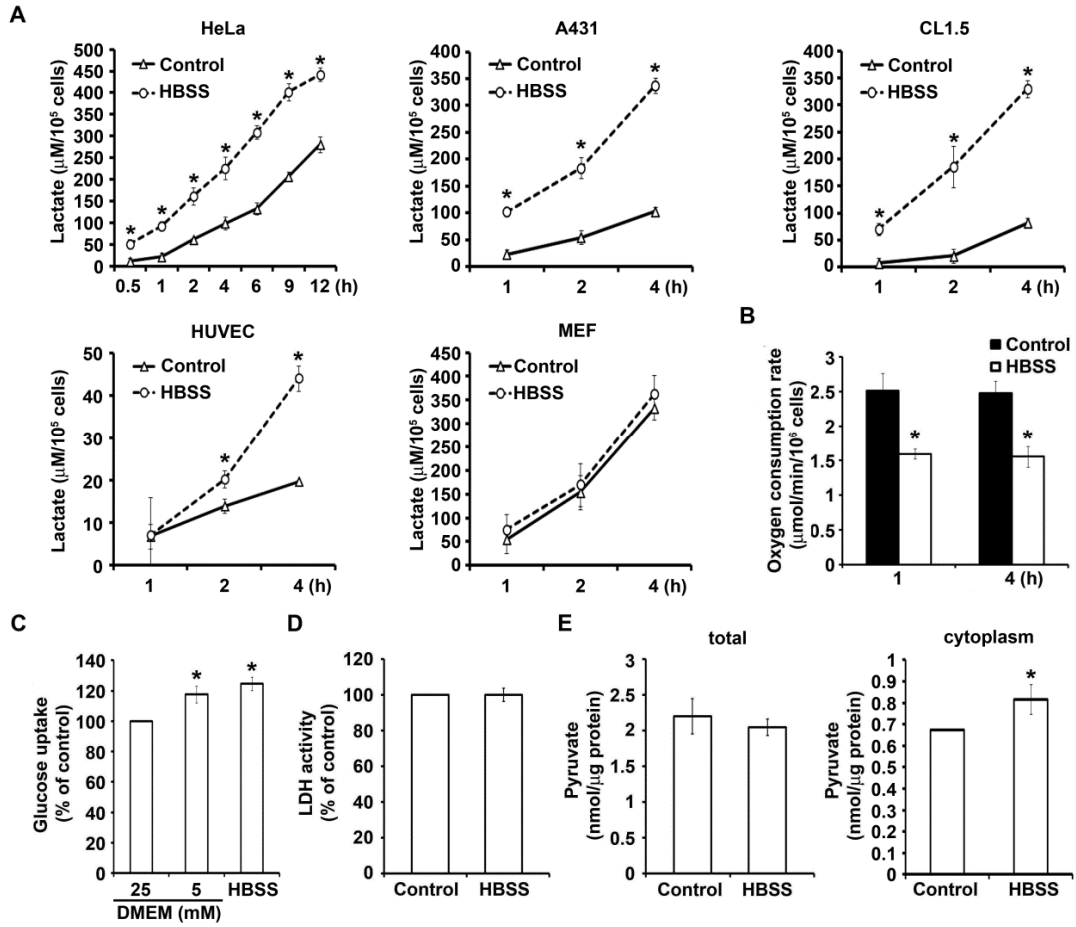 A
HeLa
Lactate (μM/10⁵ cells)
500
450
400
350
300
250
200
150
100
50
0
Control
HBSS
* * * * * * *
0.5 1 2 4 6 9 12 (h)
A431
Lactate (μM/10⁵ cells)
400
350
300
250
200
150
100
50
0
Control
HBSS
* * *
1 2 4 (h)
CL1.5
Lactate (μM/10⁵ cells)
400
350
300
250
200
150
100
50
0
Control
HBSS
* * *
1 2 4 (h)
HUVEC
Lactate (μM/10⁵ cells)
50
40
30
20
10
0
Control
HBSS
* *
1 2 4 (h)
MEF
Lactate (μM/10⁵ cells)
450
400
350
300
250
200
150
100
50
0
Control
HBSS
1 2 4 (h)
B
Oxygen consumption rate
(μmol/min/10⁶ cells)
3
2.5
2
1.5
1
0.5
0
Control
HBSS
* *
1 4 (h)
C
Glucose uptake
(% of control)
140
120
100
80
60
40
20
0
* *
25 5 HBSS
DMEM (mM)
D
LDH activity
(% of control)
120
100
80
60
40
20
0
Control HBSS
E
total
Pyruvate
(nmol/μg protein)
3
2.5
2
1.5
1
0.5
0
Control HBSS
cytoplasm
Pyruvate
(nmol/μg protein)
1
0.9
0.8
0.7
0.6
0.5
0.4
0.3
0.2
0.1
0
*
Control HBSS